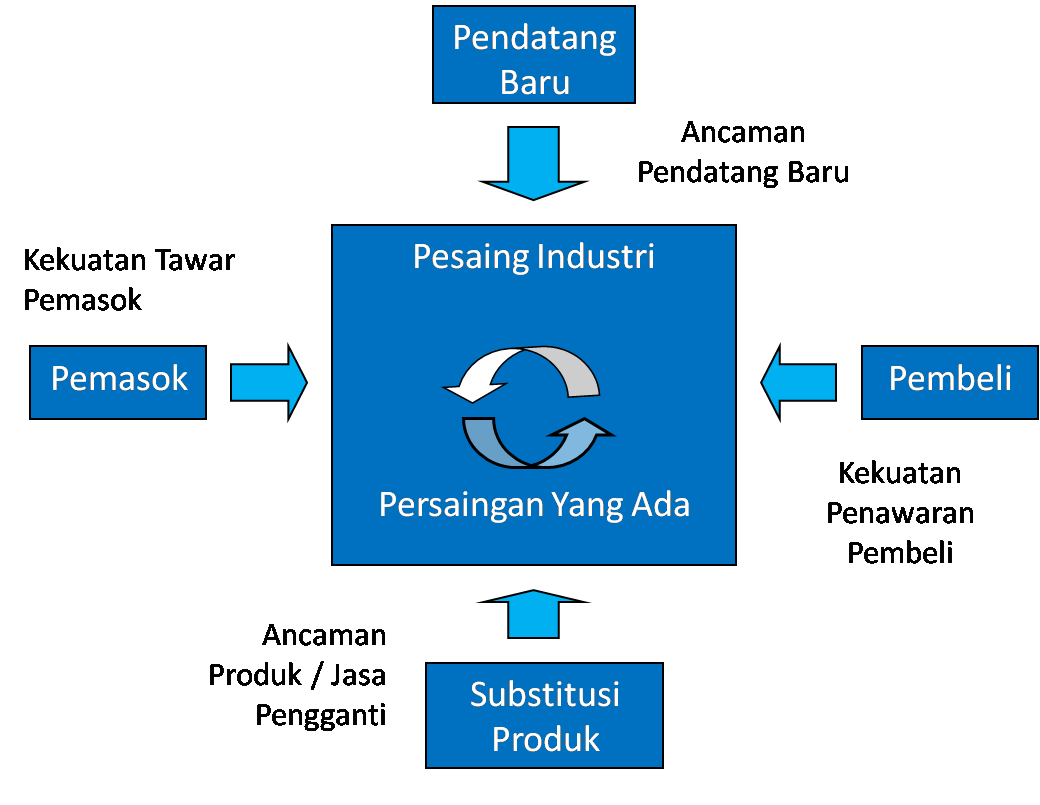 Pendatang
Baru
Ancaman
Pendatang Baru
Pesaing Industri
Kekuatan Tawar
Pemasok
Pemasok
Pembeli
Kekuatan
Penawaran
Pembeli
Persaingan Yang Ada
Ancaman
Produk / Jasa
Pengganti
Substitusi
Produk